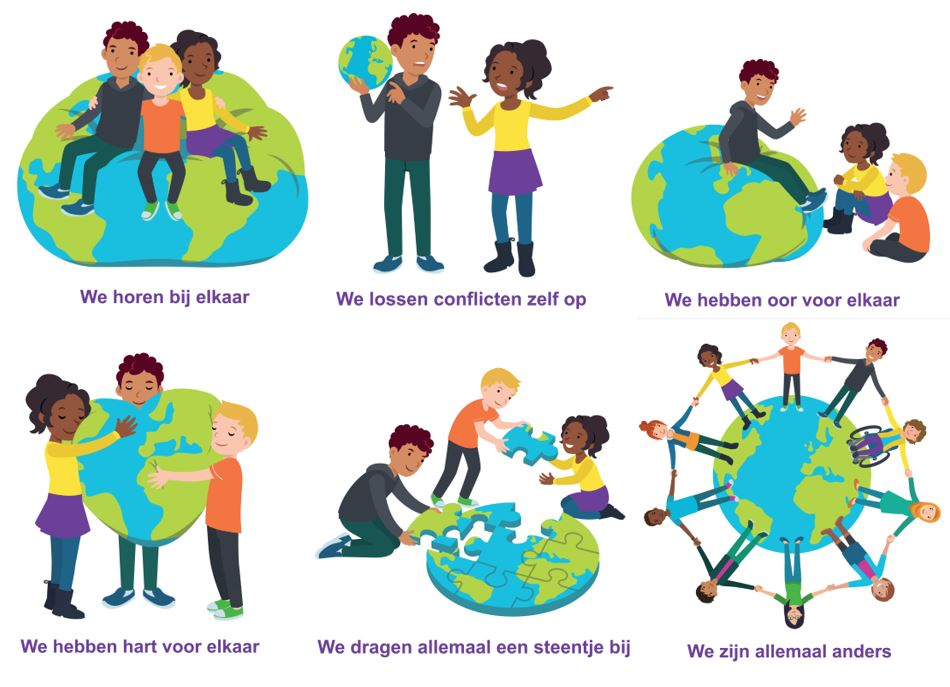 We horen bij elkaar
We lossen conflicten zelf op
We hebben oor voor elkaar
We hebben hart voor elkaar
We dragen allemaal een steentje bij
We zijn allemaal anders